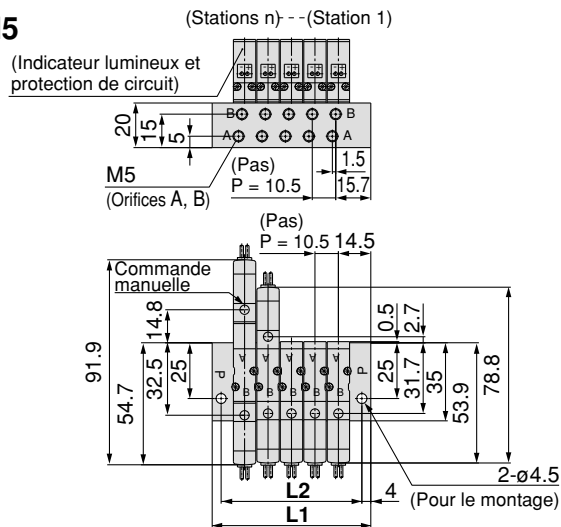 5
(Stations n)---(Station 1)
(Indicateur lumineux et
protection de circuit)
B B
A A
20
15
5
M5
(Orifices A, B)
(Pas)
P = 10.5
1.5
15.7
(Pas)
P = 10.5 14.5
Commande
manuelle
14.8
91.9
54.7
32.5
25
0.5
2.7
25
31.7
35
53.9
78.8
P P
A A A A
B B B B B
2-ø4.5
(Pour le montage)
L2
4
L1